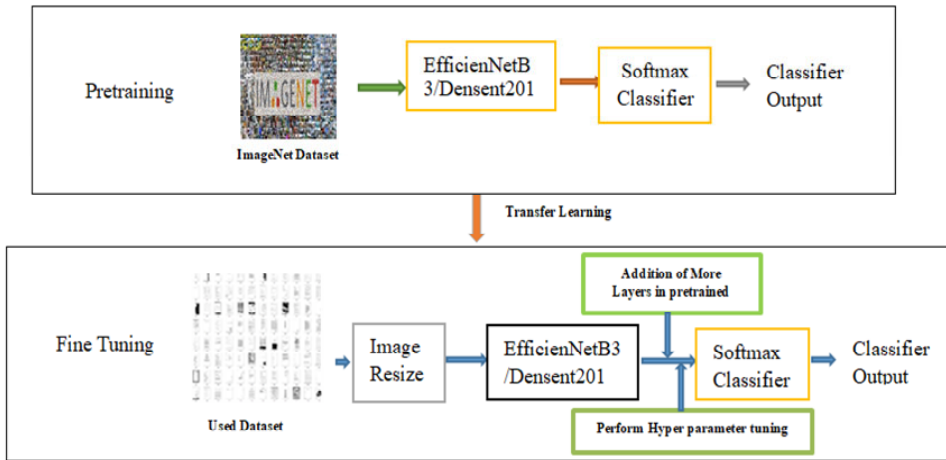 Pretraining
IMAGENET
ImageNet Dataset
EfficienNetB
3/Densent201
Softmax
Classifier
Classifier
Output
Transfer Learning
Fine Tuning
Used Dataset
Image
Resize
EfficienNetB3
/Densent201
Addition of More
Layers in pretrained
Perform Hyper parameter tuning
Softmax
Classifier
Classifier
Output